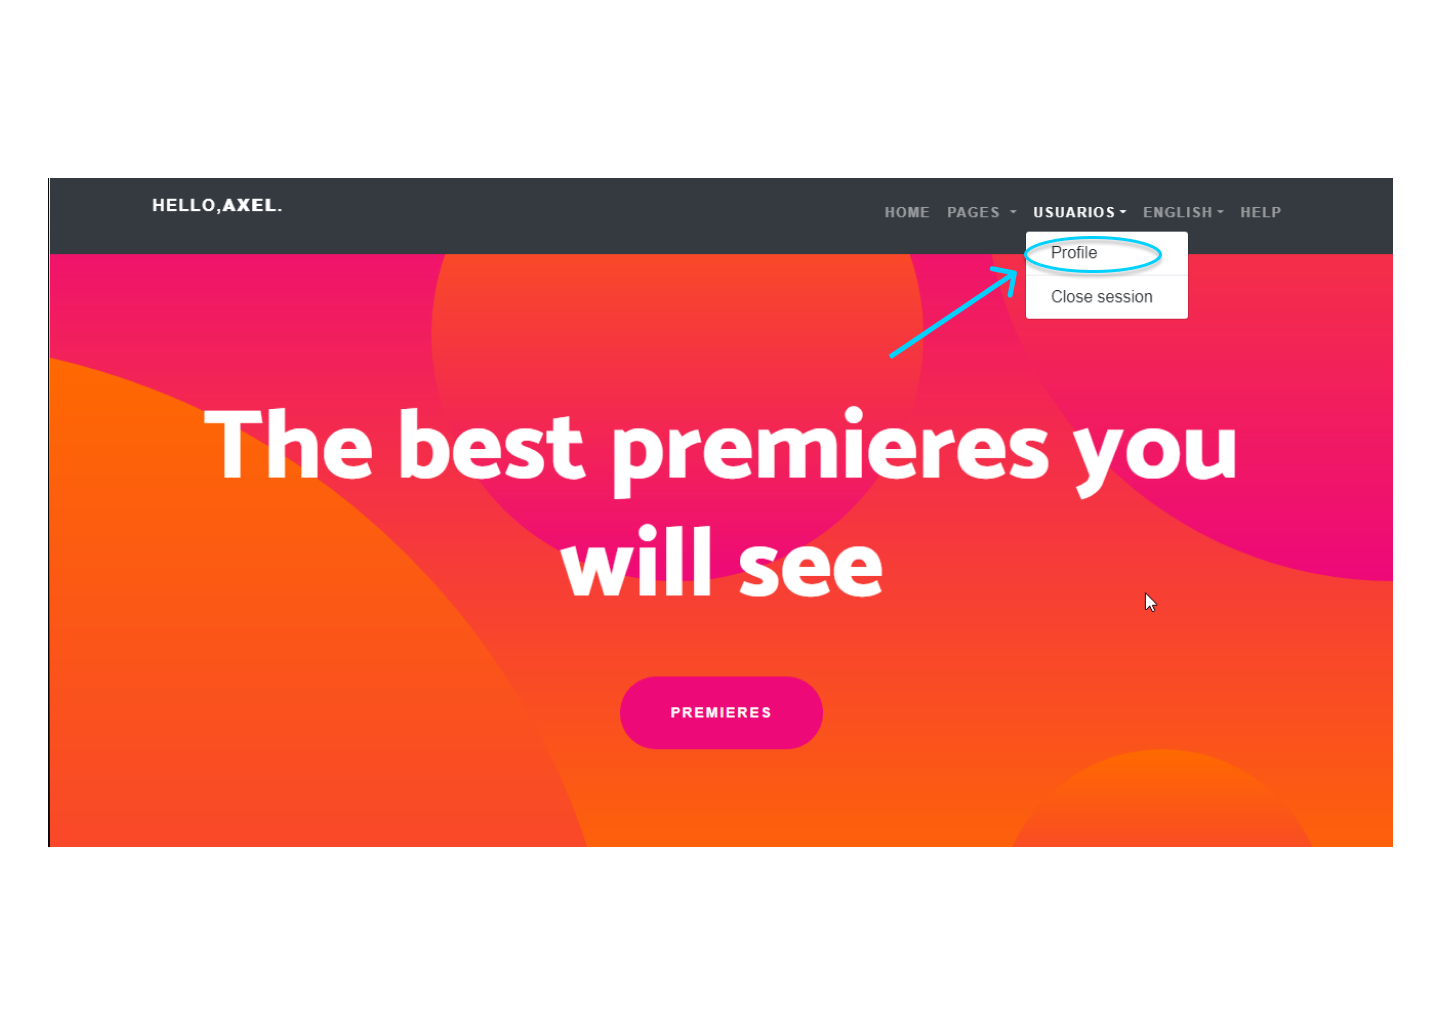 HELLO,AXEL.
HOME PAGES USUARIOS ENGLISH HELP
Profile
Close session
The best premieres you
will see
PREMIERES